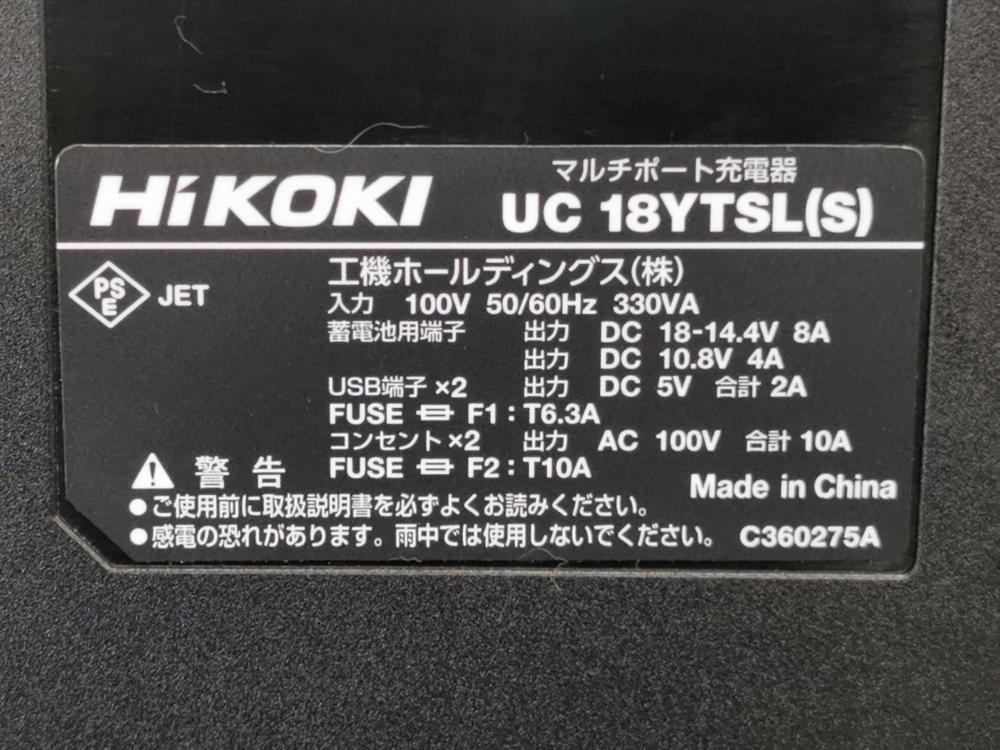 マルチポート充電器
HiKOKI UC 18YTSL(S)
PSE JET
工機ホールディングス(株)
入力 100V 50/60Hz 330VA
蓄電池用端子 出力 DC 18-14.4V 8A
出力 DC 10.8V 4A
USB端子 ×2 出力 DC 5V 合計 2A
FUSE F1 : T6.3A
コンセント×2 出力 AC 100V 合計 10A
FUSE F2 : T10A
警告
Made in China
●ご使用前に取扱説明書を必ずよくお読みください。
●感電の恐れがあります。雨中では使用しないでください。 C360275A